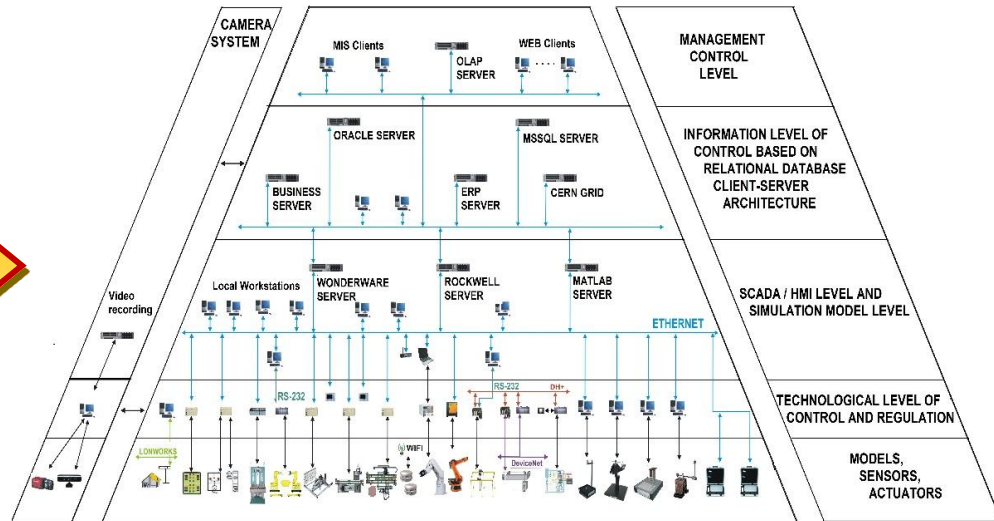 CAMERA
SYSTEM
MIS Clients
OLAP
SERVER
WEB Clients
MANAGEMENT
CONTROL
LEVEL
ORACLE SERVER
MSSQL SERVER
BUSINESS
SERVER
ERP
SERVER
CERN GRID
INFORMATION LEVEL OF
CONTROL BASED ON
RELATIONAL DATABASE
CLIENT-SERVER
ARCHITECTURE
Video
recording
Local Workstations
WONDERWARE
SERVER
ROCKWELL
SERVER
MATLAB
SERVER
ETHERNET
SCADA / HMI LEVEL AND
SIMULATION MODEL LEVEL
RS-232
RS-232
DH+
TECHNOLOGICAL LEVEL OF
CONTROL AND REGULATION
LONWORKS
WIFI
DeviceNet
MODELS,
SENSORS,
ACTUATORS